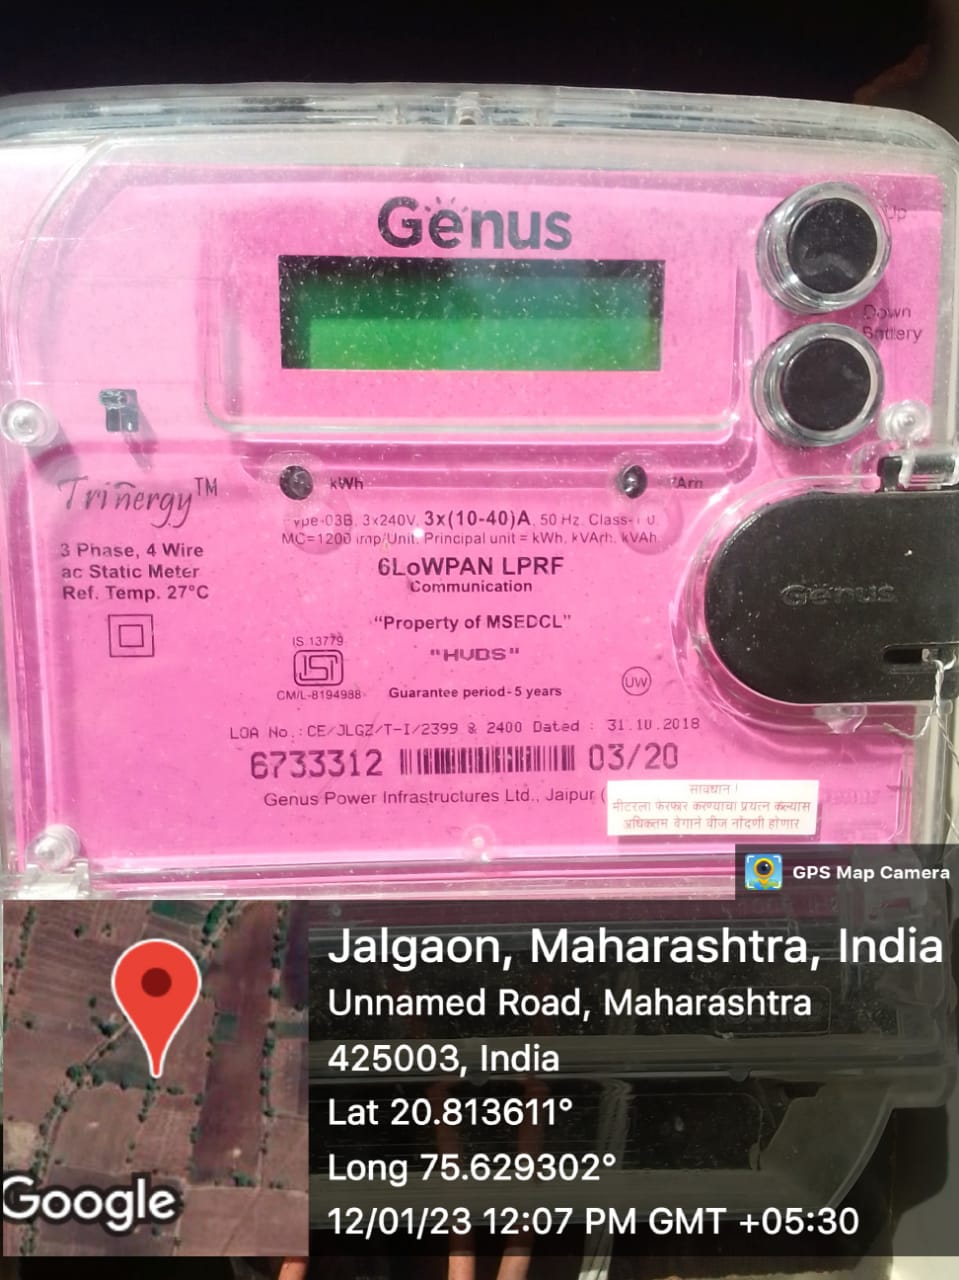 Genus
Up
Down
Battery
kWh
Trinergy™
3 Phase, 4 Wire
ac Static Meter
Ref. Temp. 27°C
3x240V, 3x(10-40)A, 50 Hz, Class-1.0,
MC=1200 imp/Unit, Principal unit = kWh, kVArh, kVAh
6LoWPAN LPRF
Communication
"Property of MSEDCL"
"HVDS"
IS 13779
ISI
CM/L-8194988
Guarantee period- 5 years
UW
Genus
LOA No.:CE/JLGZ/T-I/2399 & 2400 Dated : 31.10.2018
6733312 03/20
Genus Power Infrastructures Ltd., Jaipur (
सावधान !
मीटरला फेरफार करण्याचा प्रयत्न केल्यास
अधिकतम वेगाने वीज नोंदणी होणार
GPS Map Camera
Jalgaon, Maharashtra, India
Unnamed Road, Maharashtra
425003, India
Lat 20.813611°
Long 75.629302°
12/01/23 12:07 PM GMT +05:30
Google